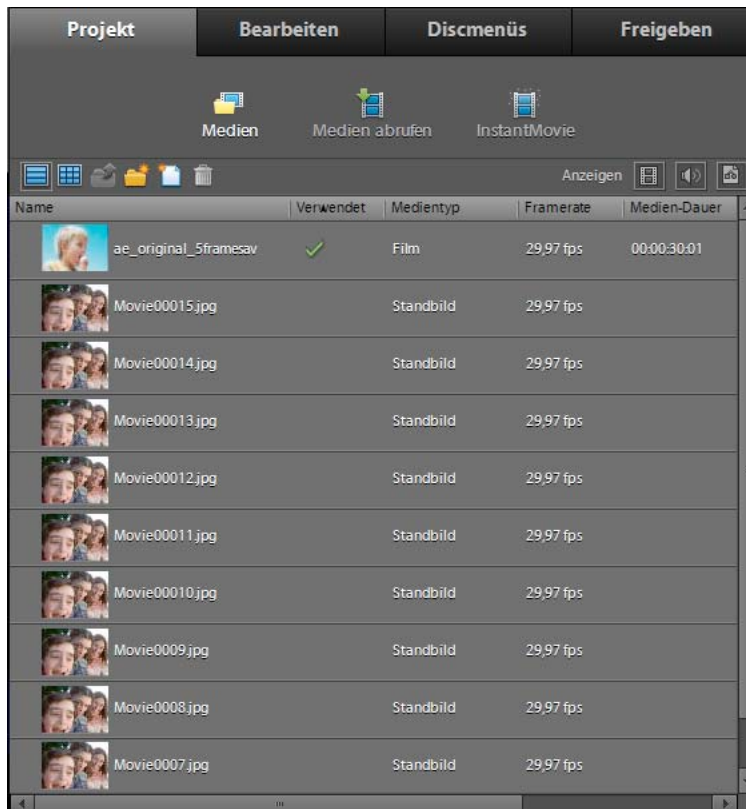 Projekt Bearbeiten Discmenüs Freigeben
Medien Medien abrufen InstantMovie
Anzeigen
Name Verwendet Medientyp Framerate Medien-Dauer
ae_original_5framesav Film 29,97 fps 00:00:30:01
Movie00015.jpg Standbild 29,97 fps
Movie00014.jpg Standbild 29,97 fps
Movie00013.jpg Standbild 29,97 fps
Movie00012.jpg Standbild 29,97 fps
Movie00011.jpg Standbild 29,97 fps
Movie00010.jpg Standbild 29,97 fps
Movie0009.jpg Standbild 29,97 fps
Movie0008.jpg Standbild 29,97 fps
Movie0007.jpg Standbild 29,97 fps